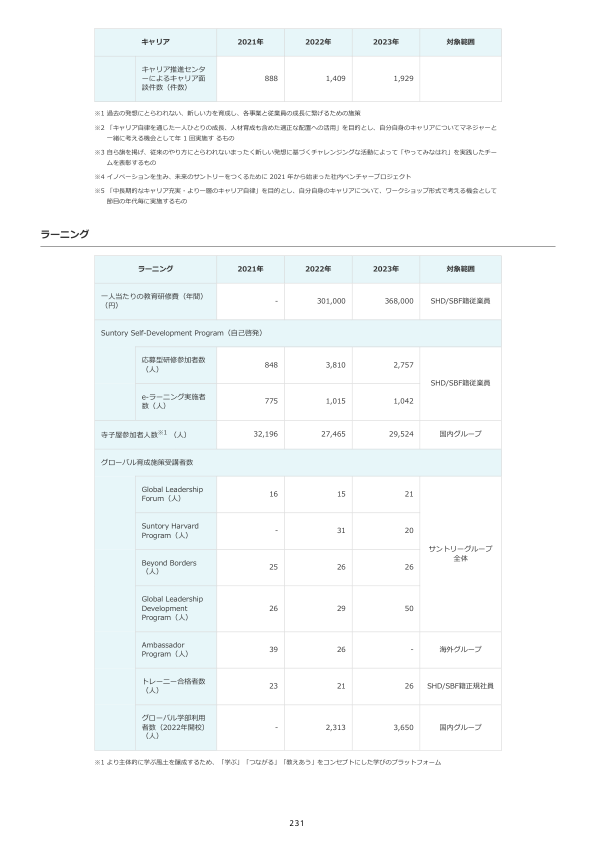 キャリア 2021年 2022年 2023年 対象範囲
キャリア推進センタ
ーによるキャリア面
談件数（件数） 888 1,409 1,929
※1 過去の発想にとらわれない、新しい力を育成し、各事業と従業員の成長に繋げるための施策
※2 「キャリア自律を通じた一人ひとりの成長、人材育成も含めた適正な配置への活用」を目的とし、自分自身のキャリアについてマネジャーと
一緒に考える機会として年 1 回実施す るもの
※3 自ら旗を掲げ、従来のやり方にとらわれないまったく新しい発想に基づくチャレンジングな活動によって「やってみなはれ」を実践したチー
ムを表彰するもの
※4 イノベーションを生み、未来のサントリーをつくるために 2021 年から始まった社内ベンチャープロジェクト
※5 「中長期的なキャリア充実・より一層のキャリア自律」を目的とし、自分自身のキャリアについて、ワークショップ形式で考える機会として
節目の年代毎に実施するもの
ラーニング
ラーニング 2021年 2022年 2023年 対象範囲
一人当たりの教育研修費（年間）
（円） - 301,000 368,000 SHD/SBF籍従業員
Suntory Self-Development Program（自己啓発）
応募型研修参加者数
（人） 848 3,810 2,757
SHD/SBF籍従業員
e-ラーニング実施者
数（人） 775 1,015 1,042
寺子屋参加者人数※1 （人） 32,196 27,465 29,524 国内グループ
グローバル育成施策受講者数
Global Leadership
Forum（人） 16 15 21
Suntory Harvard
Program（人） - 31 20
サントリーグループ
全体
Beyond Borders
（人） 25 26 26
Global Leadership
Development
Program（人） 26 29 50
Ambassador
Program（人） 39 26 - 海外グループ
トレーニー合格者数
（人） 23 21 26 SHD/SBF籍正規社員
グローバル学部利用
者数（2022年開校）
（人） - 2,313 3,650 国内グループ
※1 より主体的に学ぶ風土を醸成するため、「学ぶ」「つながる」「教えあう」をコンセプトにした学びのプラットフォーム
231